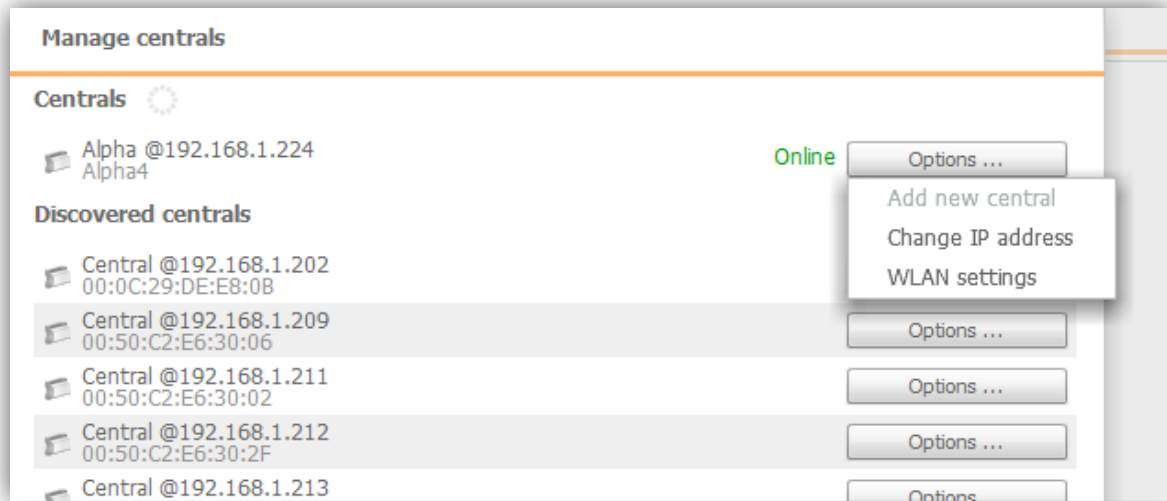 Manage centrals
Centrals
Alpha @192.168.1.224
Alpha4
Online
Options ...
Add new central
Change IP address
WLAN settings
Discovered centrals
Central @192.168.1.202
00:0C:29:DE:E8:0B
Central @192.168.1.209
00:50:C2:E6:30:06
Options ...
Central @192.168.1.211
00:50:C2:E6:30:02
Options ...
Central @192.168.1.212
00:50:C2:E6:30:2F
Options ...
Central @192.168.1.213
Options ...